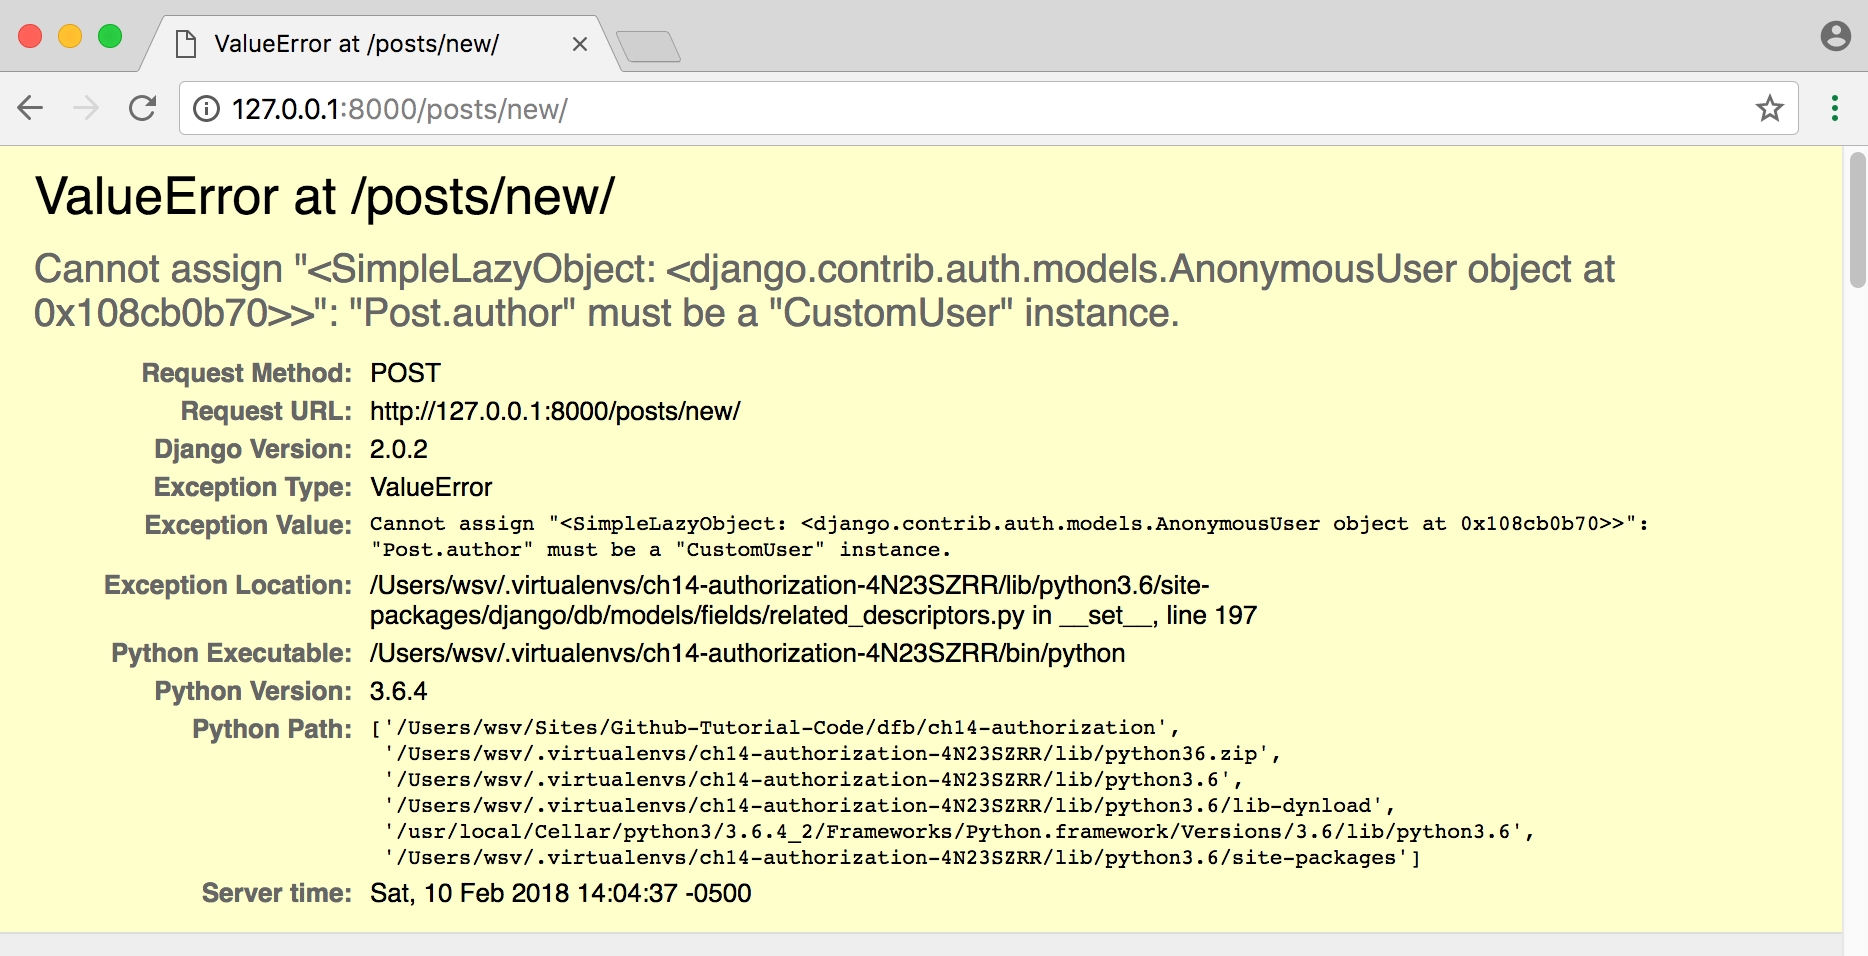 ValueError at /posts/new/
127.0.0.1:8000/posts/new/
ValueError at /posts/new/
Cannot assign "<SimpleLazyObject: <django.contrib.auth.models.AnonymousUser object at
0x108cb0b70>>": "Post.author" must be a "CustomUser" instance.
Request Method: POST
Request URL: http://127.0.0.1:8000/posts/new/
Django Version: 2.0.2
Exception Type: ValueError
Exception Value: Cannot assign "<SimpleLazyObject: <django.contrib.auth.models.AnonymousUser object at 0x108cb0b70>>":
"Post.author" must be a "CustomUser" instance.
Exception Location: /Users/wsv/.virtualenvs/ch14-authorization-4N23SZRR/lib/python3.6/site-
packages/django/db/models/fields/related_descriptors.py in __set__, line 197
Python Executable: /Users/wsv/.virtualenvs/ch14-authorization-4N23SZRR/bin/python
Python Version: 3.6.4
Python Path: ['/Users/wsv/Sites/Github-Tutorial-Code/dfb/ch14-authorization',
'/Users/wsv/.virtualenvs/ch14-authorization-4N23SZRR/lib/python36.zip',
'/Users/wsv/.virtualenvs/ch14-authorization-4N23SZRR/lib/python3.6',
'/Users/wsv/.virtualenvs/ch14-authorization-4N23SZRR/lib/python3.6/lib-dynload',
'/usr/local/Cellar/python3/3.6.4_2/Frameworks/Python.framework/Versions/3.6/lib/python3.6',
'/Users/wsv/.virtualenvs/ch14-authorization-4N23SZRR/lib/python3.6/site-packages']
Server time: Sat, 10 Feb 2018 14:04:37 -0500